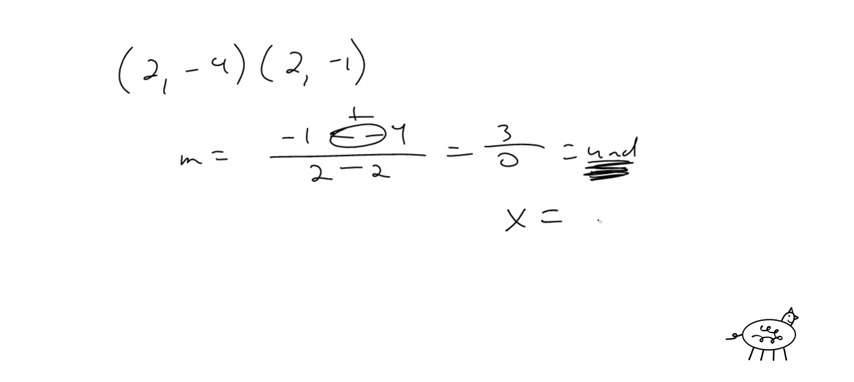 (2, -4) (2, -1)
m = (-1 - -4)/(2 - 2) + = 3/0 = und
x =